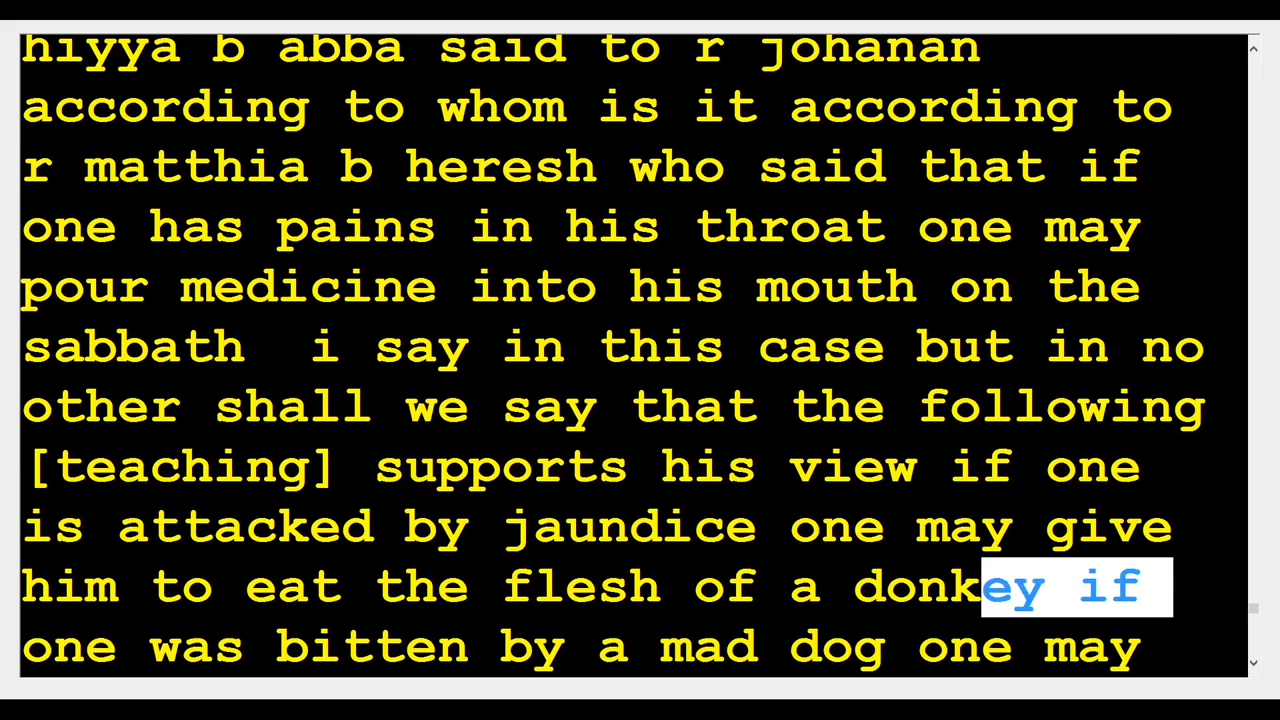 hiyya b abba said to r johanan
according to whom is it according to
r matthia b heresh who said that if
one has pains in his throat one may
pour medicine into his mouth on the
sabbath  i say in this case but in no
other shall we say that the following
[teaching] supports his view if one
is attacked by jaundice one may give
him to eat the flesh of a donkey if
one was bitten by a mad dog one may